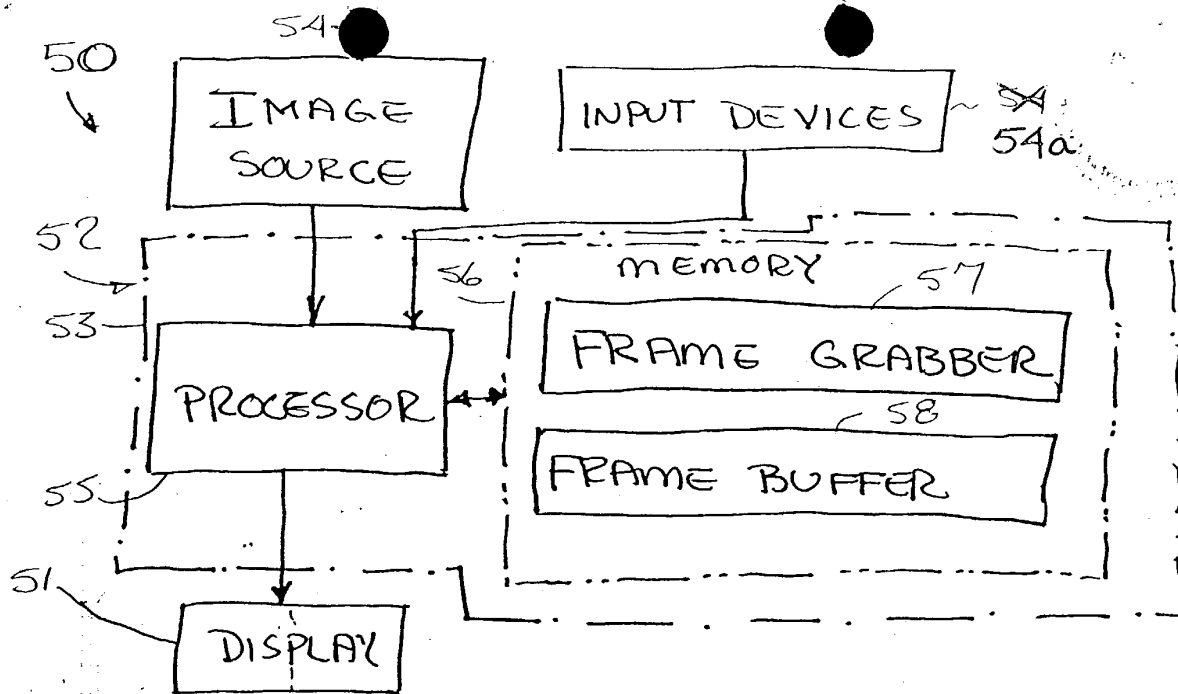 54
50
IMAGE
SOURCE
INPUT DEVICES
54
54a
52
53
56
MEMORY
57
FRAME GRABBER
PROCESSOR
58
FRAME BUFFER
55
51
DISPLAY